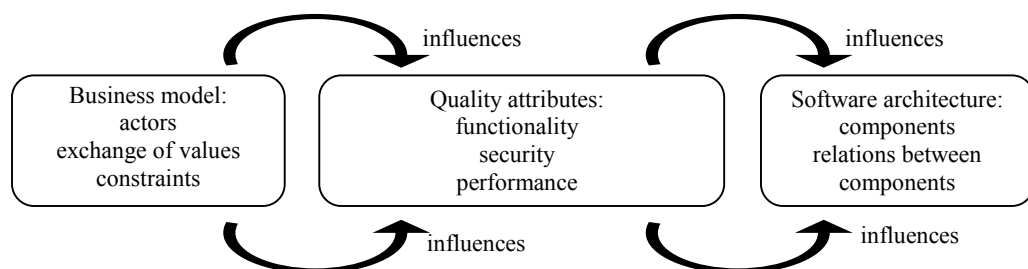 influences
influences
Business model:
actors
exchange of values
constraints
Quality attributes:
functionality
security
performance
Software architecture:
components
relations between
components
influences
influences